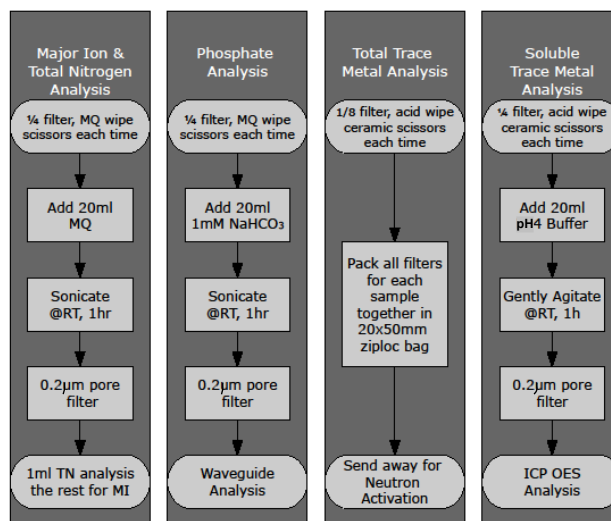 Major Ion &
Total Nitrogen
Analysis
¼ filter, MQ wipe
scissors each time
Add 20ml
MQ
Sonicate
@RT, 1hr
0.2µm pore
filter
1ml TN analysis
the rest for MI
Phosphate
Analysis
¼ filter, MQ wipe
scissors each time
Add 20ml
1mM NaHCO₃
Sonicate
@RT, 1hr
0.2µm pore
filter
Waveguide
Analysis
Total Trace
Metal Analysis
1/8 filter, acid wipe
ceramic scissors
each time
Pack all filters
for each
sample
together in
20x50mm
ziploc bag
Send away for
Neutron
Activation
Soluble
Trace Metal
Analysis
¼ filter, acid wipe
ceramic scissors
each time
Add 20ml
pH4 Buffer
Gently Agitate
@RT, 1h
0.2µm pore
filter
ICP OES
Analysis